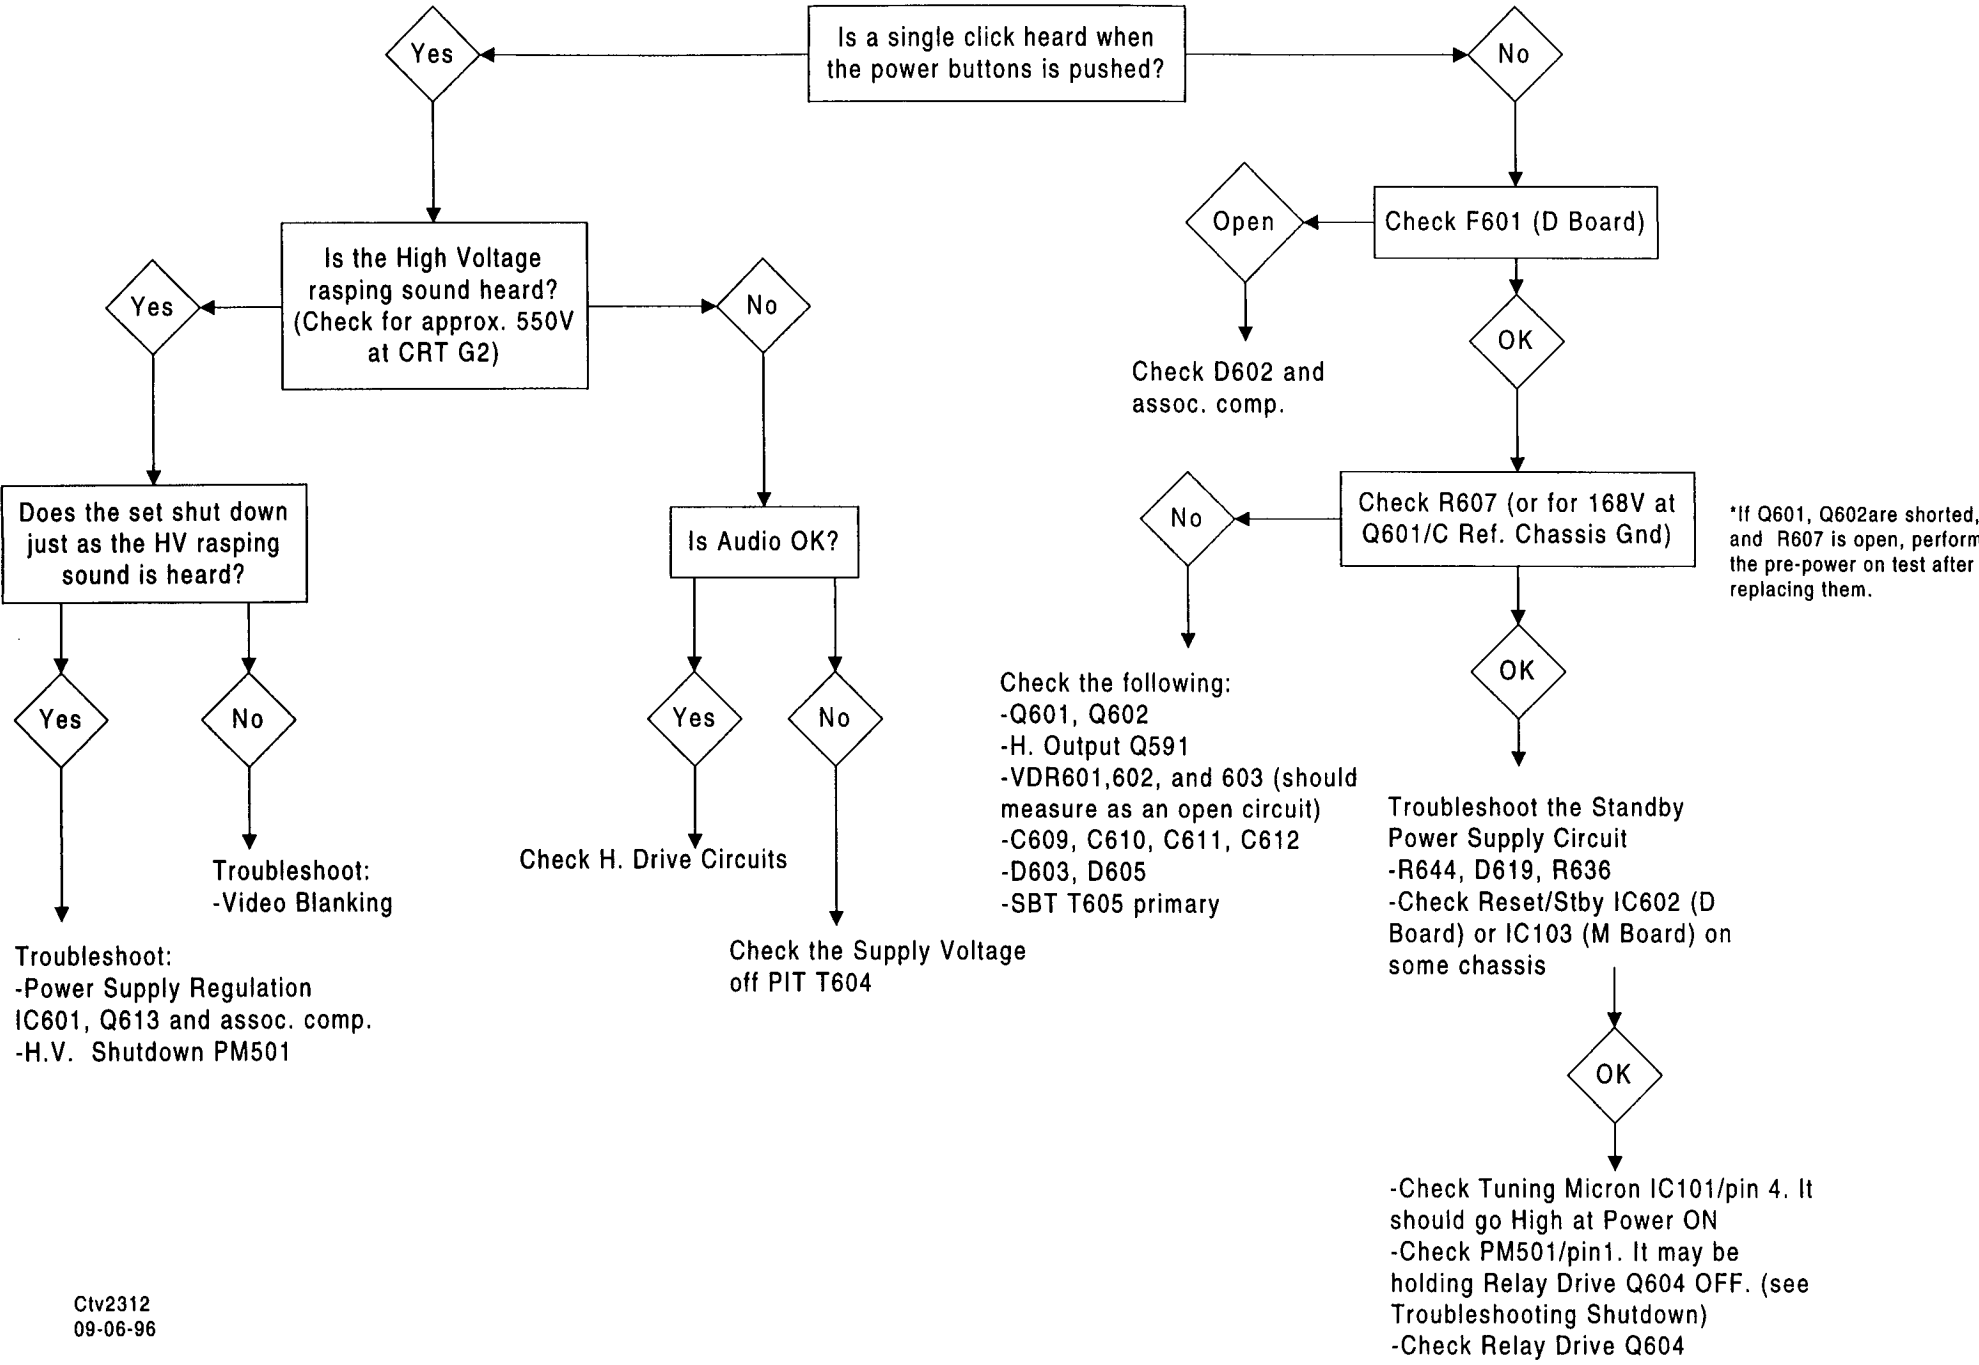 Is a single click heard when
the power buttons is pushed?
Yes
No
Check F601 (D Board)
Open
Check D602 and
assoc. comp.
OK
Is the High Voltage
rasping sound heard?
(Check for approx. 550V
at CRT G2)
Yes
No
Check R607 (or for 168V at
Q601/C Ref. Chassis Gnd)
*If Q601, Q602are shorted,
and R607 is open, perform
the pre-power on test after
replacing them.
No
OK
Does the set shut down
just as the HV rasping
sound is heard?
Is Audio OK?
Yes
No
Yes
No
Check the following:
-Q601, Q602
-H. Output Q591
-VDR601,602, and 603 (should
measure as an open circuit)
-C609, C610, C611, C612
-D603, D605
-SBT T605 primary
Troubleshoot the Standby
Power Supply Circuit
-R644, D619, R636
-Check Reset/Stby IC602 (D
Board) or IC103 (M Board) on
some chassis
Troubleshoot:
-Video Blanking
Check H. Drive Circuits
Troubleshoot:
-Power Supply Regulation
IC601, Q613 and assoc. comp.
-H.V. Shutdown PM501
Check the Supply Voltage
off PIT T604
OK
-Check Tuning Micron IC101/pin 4. It
should go High at Power ON
-Check PM501/pin1. It may be
holding Relay Drive Q604 OFF. (see
Troubleshooting Shutdown)
-Check Relay Drive Q604
Ctv2312
09-06-96